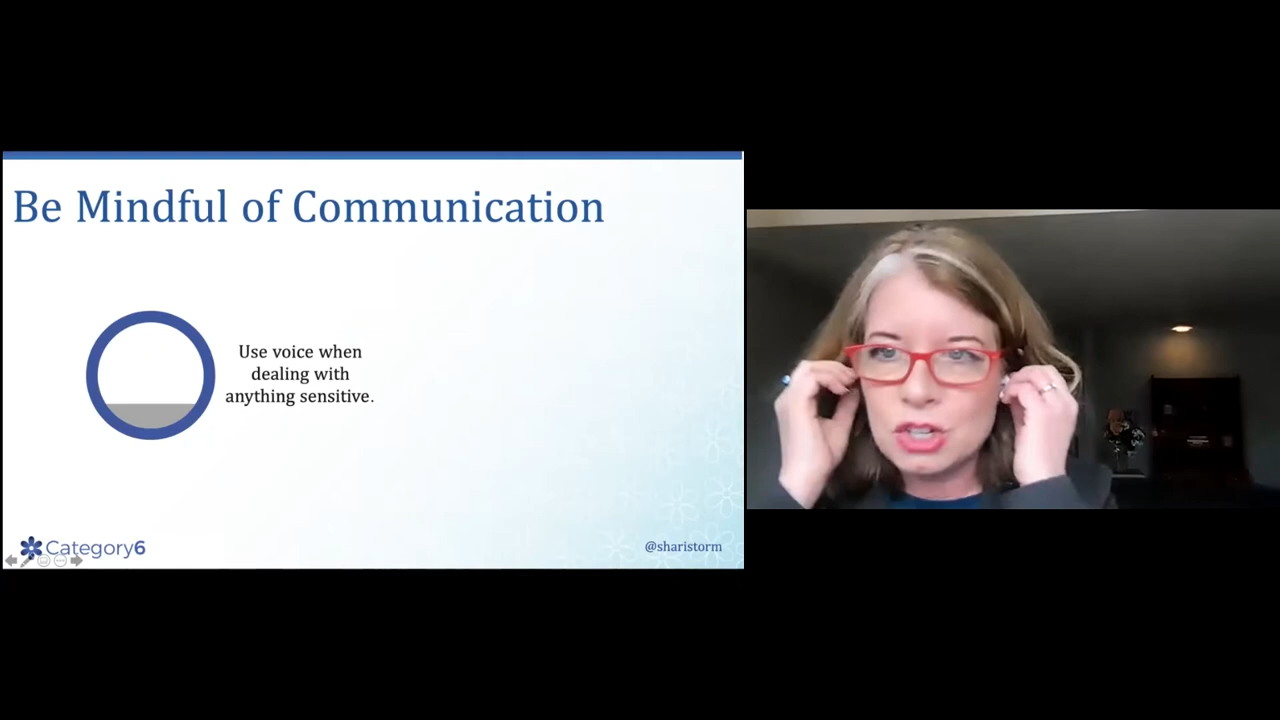 Be Mindful of Communication
Use voice when
dealing with
anything sensitive.
Category6
@sharistorm